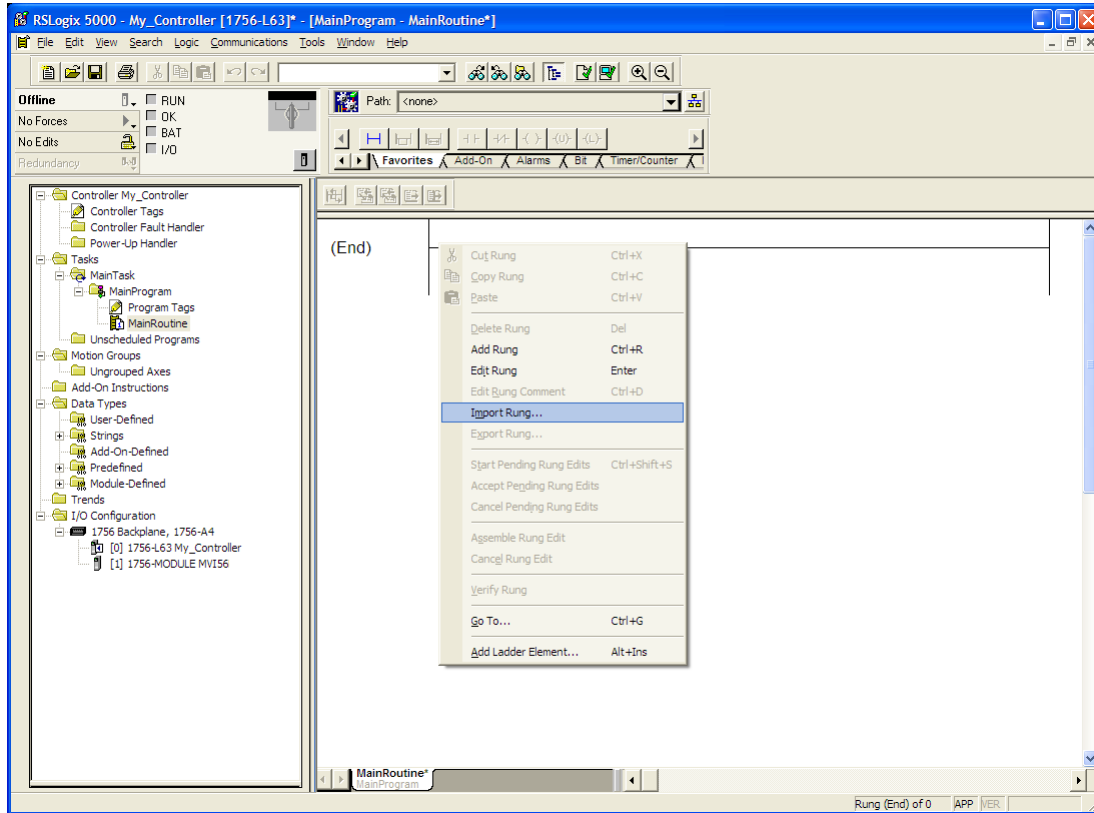 RSLogix 5000 - My_Controller [1756-L63]* - [MainProgram - MainRoutine*]
File Edit View Search Logic Communications Tools Window Help
Offline
RUN
No Forces
OK
No Edits
BAT
Redundancy
I/O
Path: <none>
Favorites Add-On Alarms Bit Timer/Counter
Controller My_Controller
Controller Tags
Controller Fault Handler
Power-Up Handler
Tasks
MainTask
MainProgram
Program Tags
MainRoutine
Unscheduled Programs
Motion Groups
Ungrouped Axes
Add-On Instructions
Data Types
User-Defined
Strings
Add-On-Defined
Predefined
Module-Defined
Trends
I/O Configuration
1756 Backplane, 1756-A4
[0] 1756-L63 My_Controller
[1] 1756-MODULE MVI56
(End)
Cut Rung Ctrl+X
Copy Rung Ctrl+C
Paste Ctrl+V
Delete Rung Del
Add Rung Ctrl+R
Edit Rung Enter
Edit Rung Comment Ctrl+D
Import Rung...
Export Rung...
Start Pending Rung Edits Ctrl+Shift+S
Accept Pending Rung Edits
Cancel Pending Rung Edits
Assemble Rung Edit
Cancel Rung Edit
Verify Rung
Go To... Ctrl+G
Add Ladder Element... Alt+Ins
MainRoutine*
MainProgram
Rung (End) of 0 APP VER